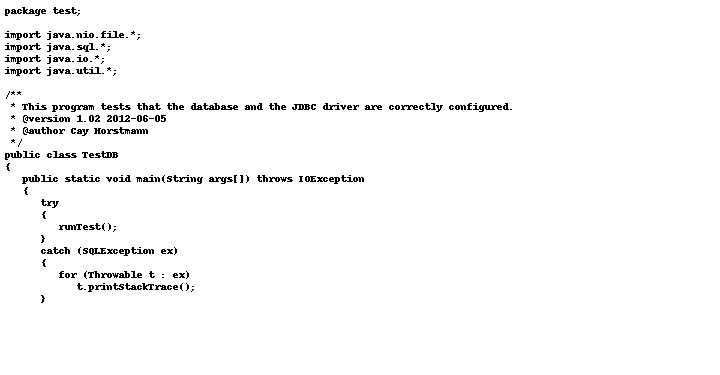 package test;

import java.nio.file.*;
import java.sql.*;
import java.io.*;
import java.util.*;

/**
 * This program tests that the database and the JDBC driver are correctly configured.
 * @version 1.02 2012-06-05
 * @author Cay Horstmann
 */
public class TestDB
{
   public static void main(String args[]) throws IOException
   {
      try
      {
         runTest();
      }
      catch (SQLException ex)
      {
         for (Throwable t : ex)
            t.printStackTrace();
      }